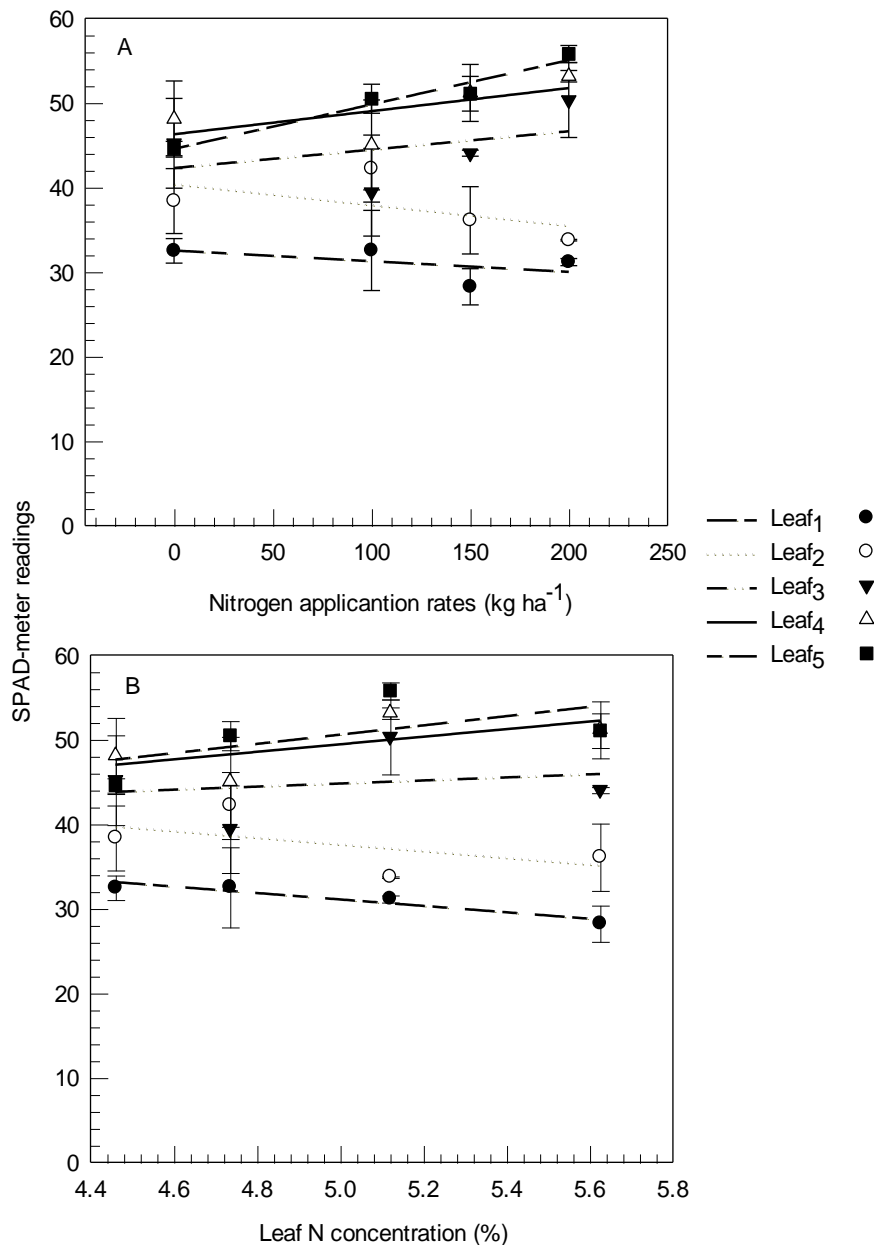 A
60
50
40
30
20
10
0
0 50 100 150 200 250
Nitrogen applicantion rates (kg ha⁻¹)
SPAD-meter readings
Leaf₁
Leaf₂
Leaf₃
Leaf₄
Leaf₅
B
60
50
40
30
20
10
0
4.4 4.6 4.8 5.0 5.2 5.4 5.6 5.8
Leaf N concentration (%)